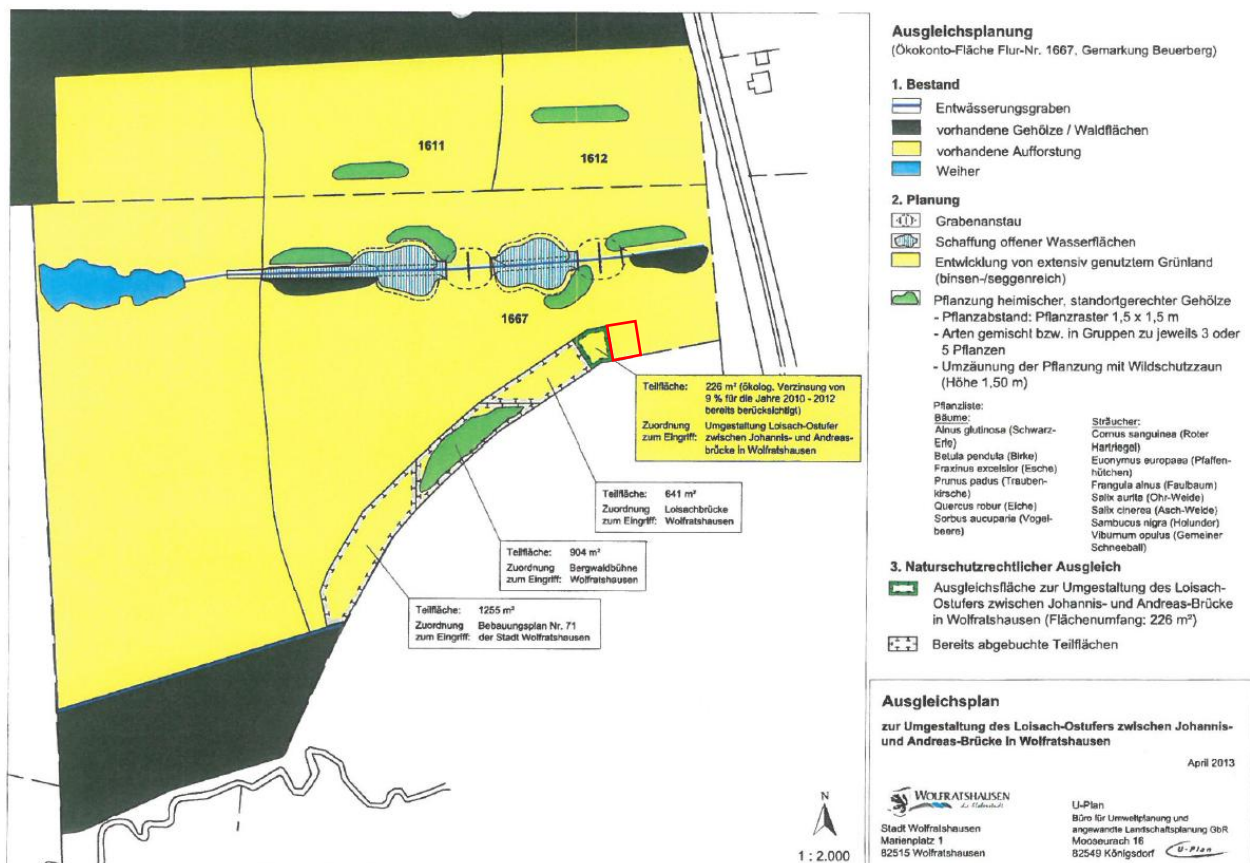 1611
1612
1667
Teilfläche: 226 m² (ökolog. Verzinsung von
9 % für die Jahre 2010 - 2012
bereits berücksichtigt)
Zuordnung Umgestaltung Loisach-Ostufer
zum Eingriff: zwischen Johannis- und Andreas-
brücke in Wolfratshausen
Teilfläche: 641 m²
Zuordnung Loisachbrücke
zum Eingriff: Wolfratshausen
Teilfläche: 904 m²
Zuordnung Bergwaldbühne
zum Eingriff: Wolfratshausen
Teilfläche: 1255 m²
Zuordnung Bebauungsplan Nr. 71
zum Eingriff: der Stadt Wolfratshausen
N
1 : 2.000
Ausgleichsplanung
(Ökokonto-Fläche Flur-Nr. 1667, Gemarkung Beuerberg)
1. Bestand
Entwässerungsgraben
vorhandene Gehölze / Waldflächen
vorhandene Aufforstung
Weiher
2. Planung
Grabenanstau
Schaffung offener Wasserflächen
Entwicklung von extensiv genutztem Grünland
(binsen-/seggenreich)
Pflanzung heimischer, standortgerechter Gehölze
- Pflanzabstand: Pflanzraster 1,5 x 1,5 m
- Arten gemischt bzw. in Gruppen zu jeweils 3 oder
5 Pflanzen
- Umzäunung der Pflanzung mit Wildschutzzaun
(Höhe 1,50 m)
Pflanzliste:
Bäume:
Alnus glutinosa (Schwarz-
Erle)
Betula pendula (Birke)
Fraxinus excelsior (Esche)
Prunus padus (Trauben-
kirsche)
Quercus robur (Eiche)
Sorbus aucuparia (Vogel-
beere)
Sträucher:
Cornus sanguinea (Roter
Hartriegel)
Euonymus europaea (Pfaffen-
hütchen)
Frangula alnus (Faulbaum)
Salix aurita (Ohr-Weide)
Salix cinerea (Asch-Weide)
Sambucus nigra (Holunder)
Viburnum opulus (Gemeiner
Schneeball)
3. Naturschutzrechtlicher Ausgleich
Ausgleichsfläche zur Umgestaltung des Loisach-
Ostufers zwischen Johannis- und Andreas-Brücke
in Wolfratshausen (Flächenumfang: 226 m²)
Bereits abgebuchte Teilflächen
Ausgleichsplan
zur Umgestaltung des Loisach-Ostufers zwischen Johannis-
und Andreas-Brücke in Wolfratshausen
April 2013
WOLFRATSHAUSEN
Stadt Wolfratshausen
Marienplatz 1
82515 Wolfratshausen
U-Plan
Büro für Umweltplanung und
angewandte Landschaftsplanung GbR
Mooseurach 16
82549 Königsdorf
U-Plan